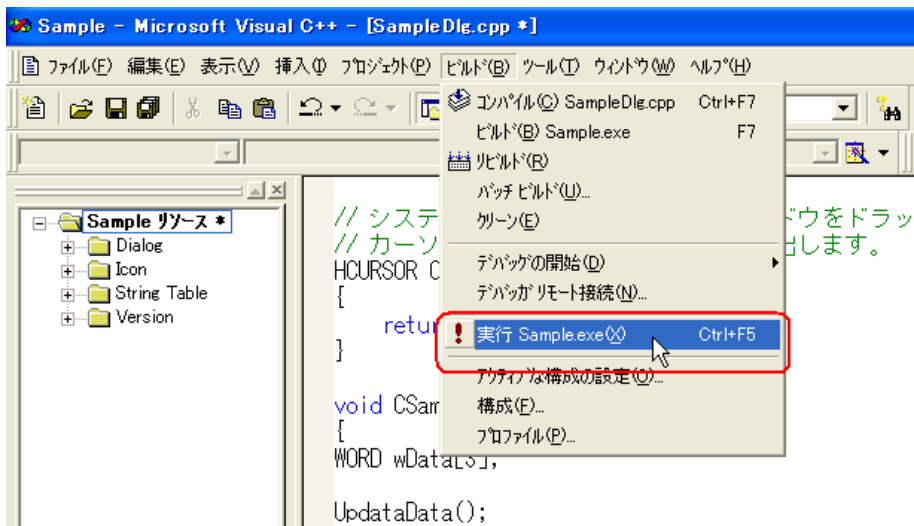 Sample - Microsoft Visual C++ - [SampleDlg.cpp *]
ﾌｧｲﾙ(F) 編集(E) 表示(V) 挿入(I) ﾌﾟﾛｼﾞｪｸﾄ(P) ﾋﾞﾙﾄﾞ(B) ﾂｰﾙ(T) ｳｨﾝﾄﾞｳ(W) ﾍﾙﾌﾟ(H)
ｺﾝﾊﾟｲﾙ(C) SampleDlg.cpp Ctrl+F7
ﾋﾞﾙﾄﾞ(B) Sample.exe F7
ﾘﾋﾞﾙﾄﾞ(R)
ﾊﾞｯﾁ ﾋﾞﾙﾄﾞ(U)...
ｸﾘｰﾝ(E)
ﾃﾞﾊﾞｯｸﾞの開始(D)
ﾃﾞﾊﾞｯｶﾞ ﾘﾓｰﾄ接続(N)...
実行 Sample.exe(X) Ctrl+F5
ｱｸﾃｨﾌﾞな構成の設定(O)...
構成(F)...
ﾌﾟﾛﾌｧｲﾙ(P)...
Sample ﾘｿｰｽ *
Dialog
Icon
String Table
Version
// システ
ウをドラッ
// カーソ
出します。
HCURSOR C
{
retur
}
void CSam
{
WORD wData[3],
UpdataData();